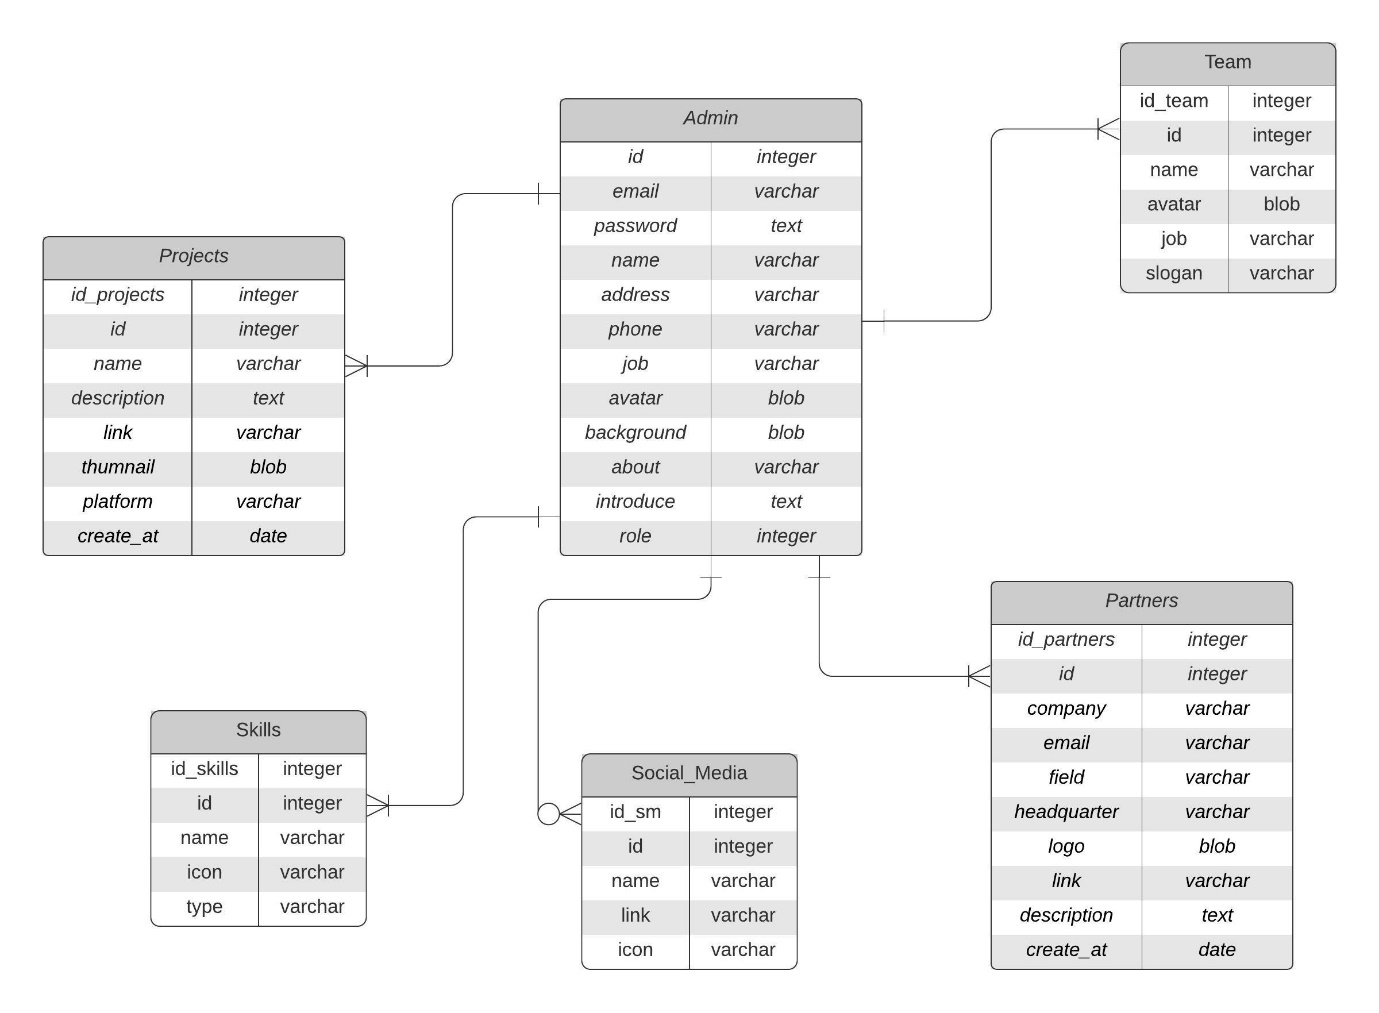 Team
id_team integer
id integer
name varchar
avatar blob
job varchar
slogan varchar
Admin
id integer
email varchar
password text
name varchar
address varchar
phone varchar
job varchar
avatar blob
background blob
about varchar
introduce text
role integer
Projects
id_projects integer
id integer
name varchar
description text
link varchar
thumnail blob
platform varchar
create_at date
Skills
id_skills integer
id integer
name varchar
icon varchar
type varchar
Social_Media
id_sm integer
id integer
name varchar
link varchar
icon varchar
Partners
id_partners integer
id integer
company varchar
email varchar
field varchar
headquarter varchar
logo blob
link varchar
description text
create_at date